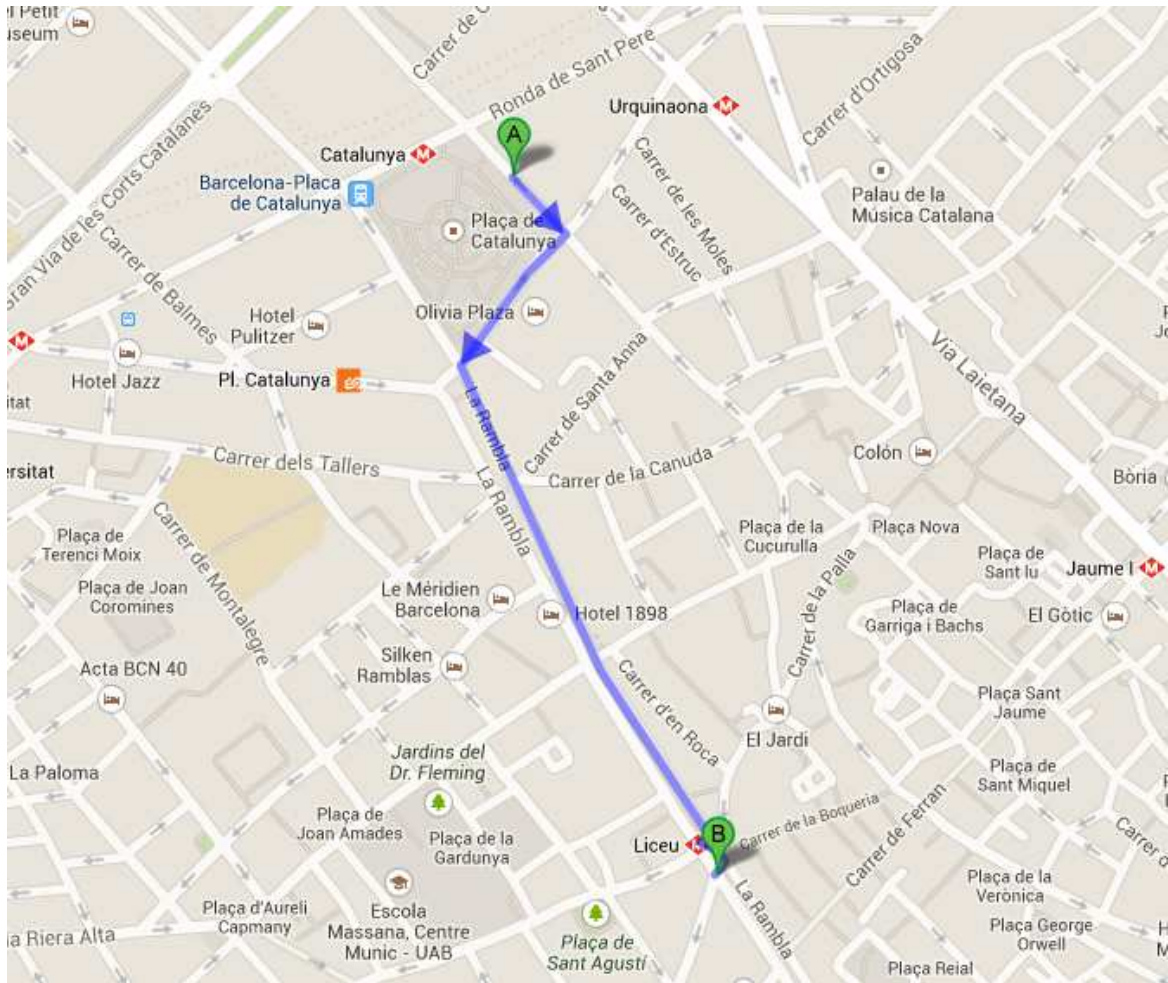 el Petit
useum
Carrer de C
Ronda de Sant Pere
Urquinaona
Carrer d'Ortigosa
A
Catalunya
Barcelona-Placa
de Catalunya
Gran Via de les Corts Catalanes
Plaça de
Catalunya
Carrer de les Moles
Carrer d'Estruc
Palau de la
Música Catalana
Carrer de Balmes
Olivia Plaza
Hotel
Pulitzer
Hotel Jazz
Pl. Catalunya
Via Laietana
La Rambla
Carrer de Santa Anna
itat
Carrer dels Tallers
Carrer de la Canuda
Colón
ersitat
La Rambla
Bòria
Plaça de
Terenci Moix
Carrer de Montalegre
Plaça de la
Cucurulla
Plaça Nova
Plaça de
Sant Iu
Jaume I
Plaça de Joan
Coromines
Le Méridien
Barcelona
Hotel 1898
Carrer de la Palla
Plaça de
Garriga i Bachs
El Gòtic
Acta BCN 40
Silken
Ramblas
Carrer d'en Roca
Plaça Sant
Jaume
El Jardi
La Paloma
Jardins del
Dr. Fleming
Plaça de
Sant Miquel
Plaça de
Joan Amades
Plaça de la
Gardunya
Liceu
B
Carrer de la Boqueria
Carrer de Ferran
Carrer d
Plaça de la
Verònica
Plaça d'Aureli
Capmany
Escola
Massana, Centre
Munic - UAB
La Rambla
Plaça George
Orwell
na Riera Alta
Plaça de
Sant Agustí
Plaça Reial